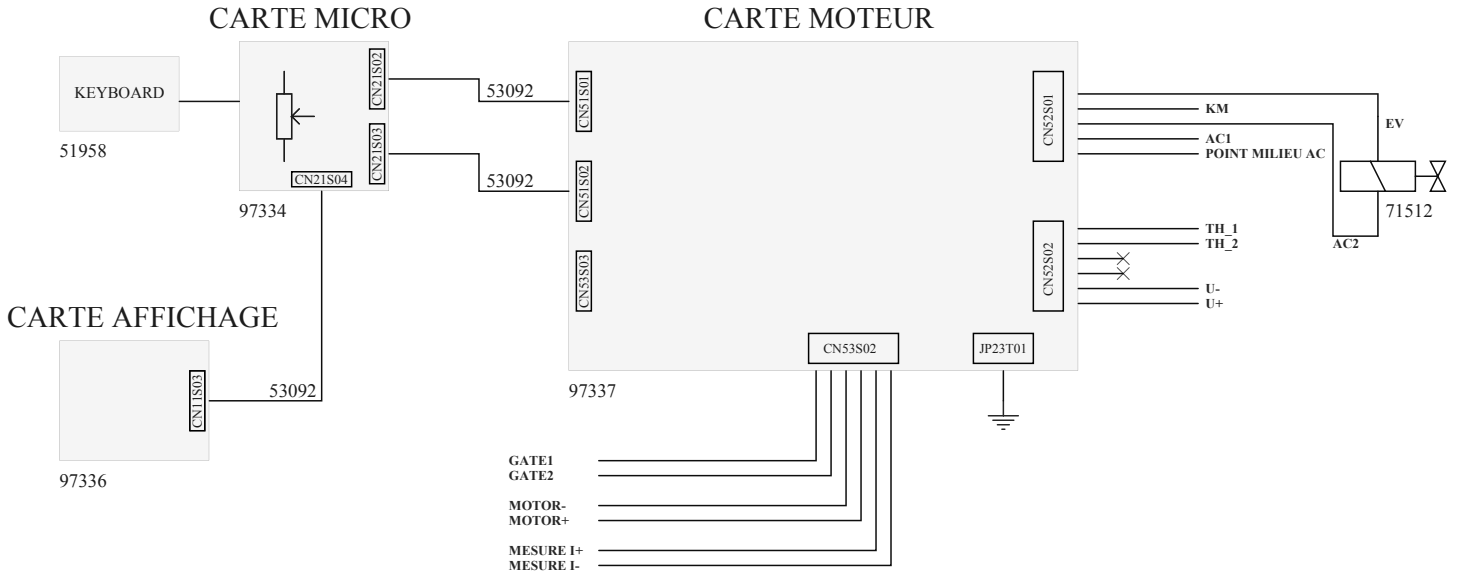 CARTE MICRO
CARTE MOTEUR
KEYBOARD
51958
CN21S02
CN21S03
CN21S04
97334
53092
53092
CN51S01
CN51S02
CN53S03
CN52S01
KM
AC1
POINT MILIEU AC
EV
71512
AC2
CN52S02
TH_1
TH_2
U-
U+
CN53S02
JP23T01
97337
CARTE AFFICHAGE
CN11S03
53092
97336
GATE1
GATE2
MOTOR-
MOTOR+
MESURE I+
MESURE I-